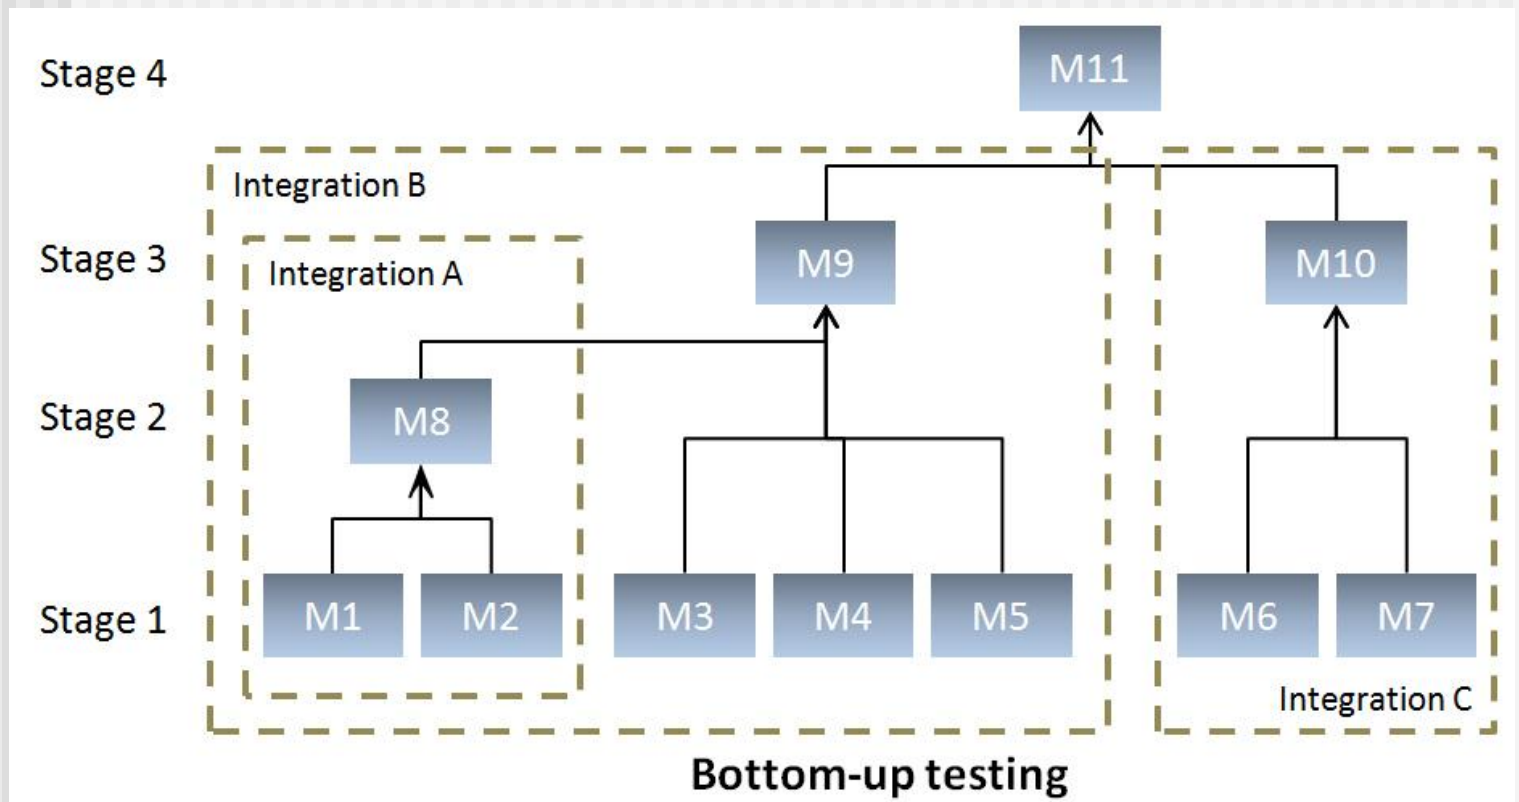 Stage 4
M11
Integration B
Stage 3
Integration A
M9
M10
Stage 2
M8
Stage 1
M1
M2
M3
M4
M5
M6
M7
Integration C
Bottom-up testing